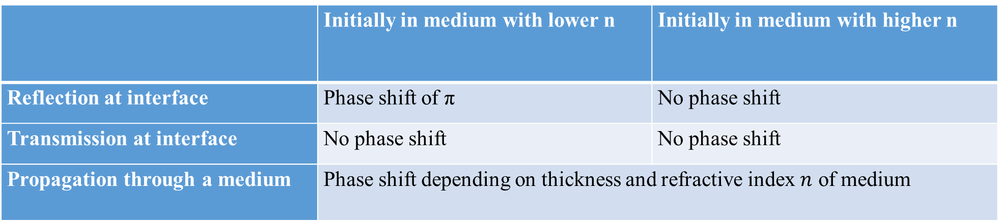 Initially in medium with lower n
Initially in medium with higher n
Reflection at interface
Phase shift of π
No phase shift
Transmission at interface
No phase shift
No phase shift
Propagation through a medium
Phase shift depending on thickness and refractive index 𝑛 of medium